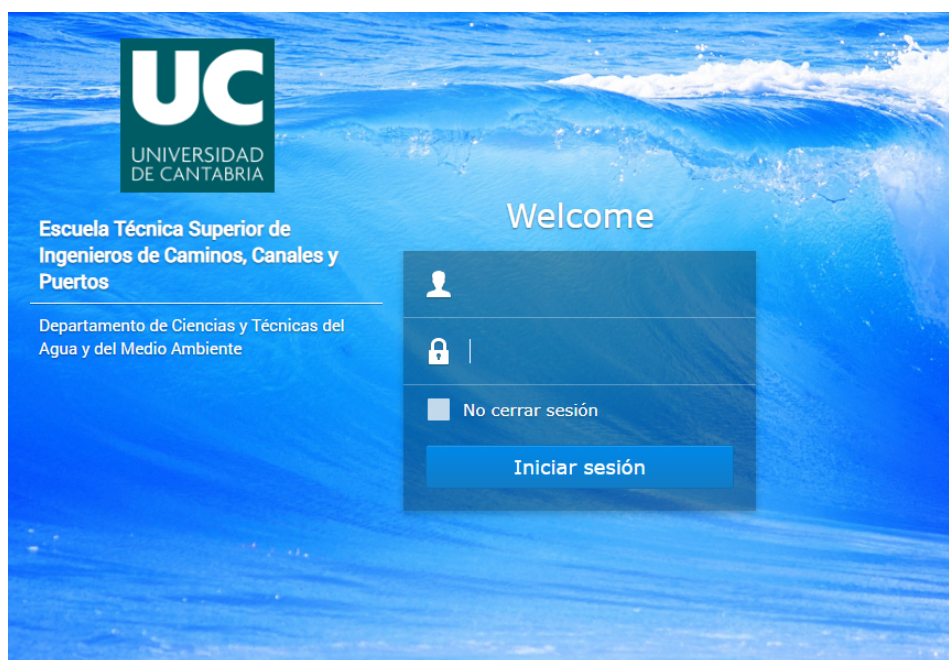 UC
UNIVERSIDAD
DE CANTABRIA
Escuela Técnica Superior de
Ingenieros de Caminos, Canales y
Puertos
Departamento de Ciencias y Técnicas del
Agua y del Medio Ambiente
Welcome
No cerrar sesión
Iniciar sesión